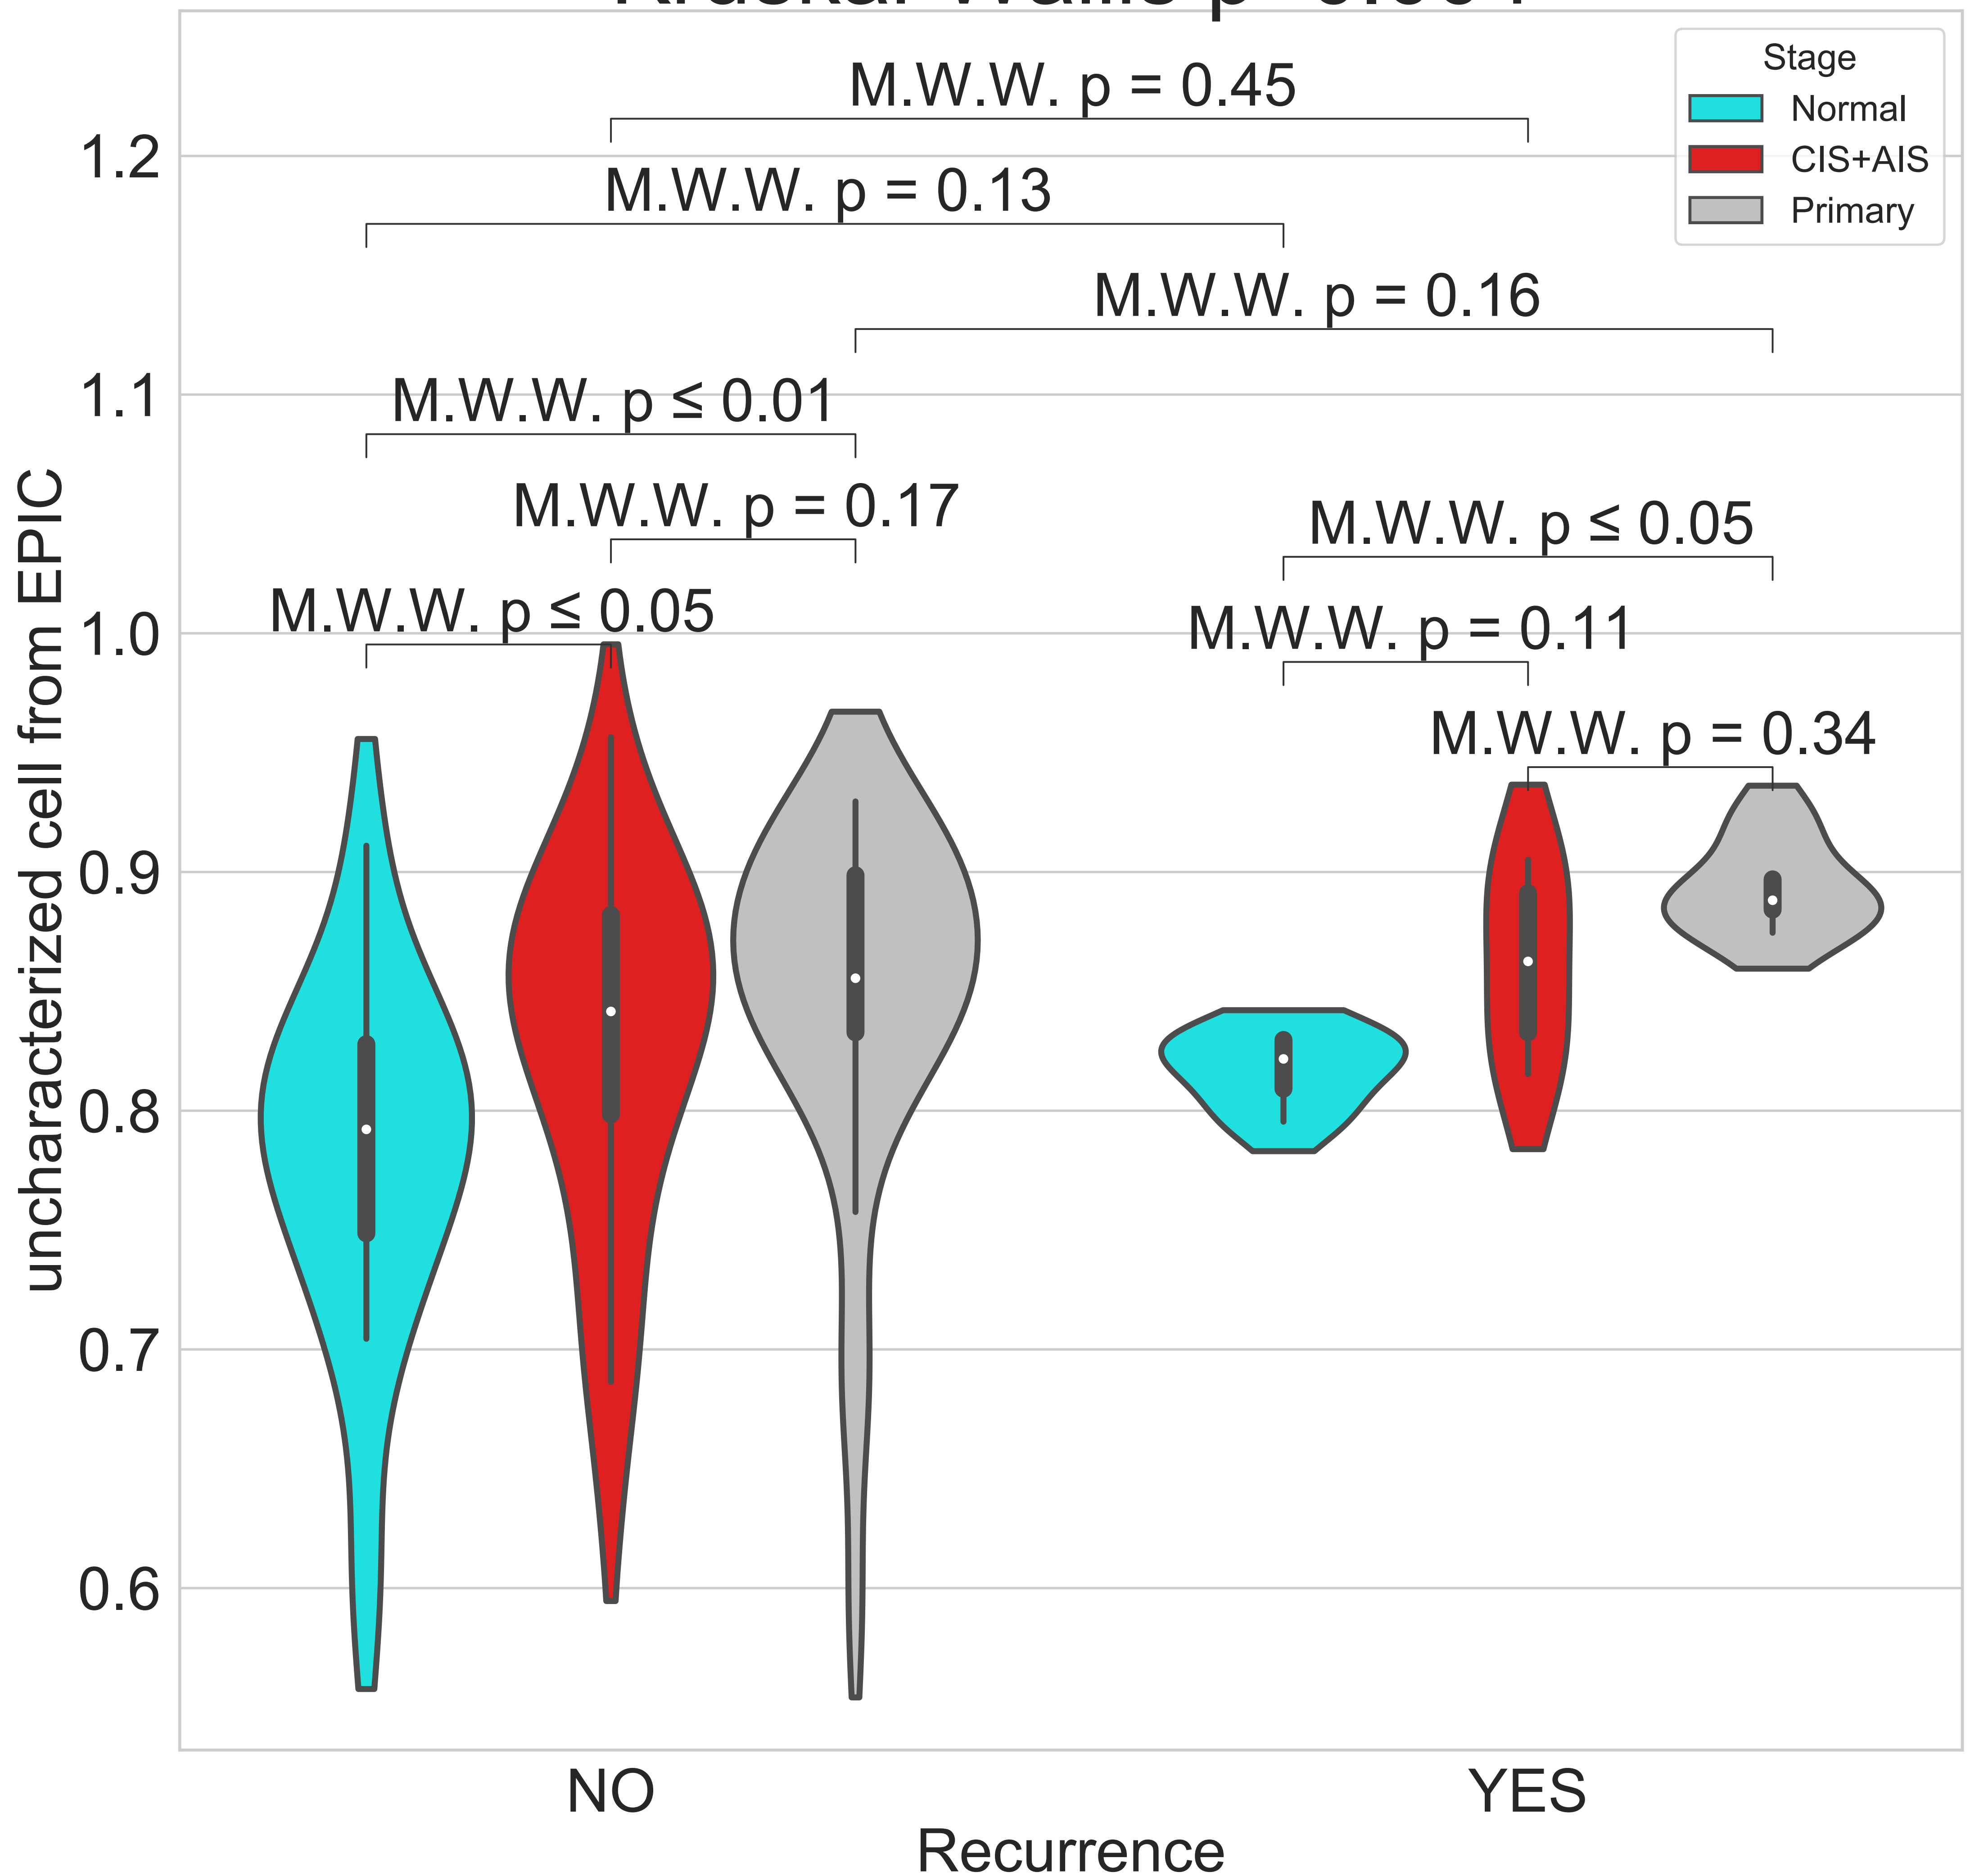 Stage
Normal
CIS+AIS
Primary
M.W.W. p = 0.45
M.W.W. p = 0.13
M.W.W. p = 0.16
M.W.W. p ≤ 0.01
M.W.W. p = 0.17
M.W.W. p ≤ 0.05
M.W.W. p ≤ 0.05
M.W.W. p = 0.11
M.W.W. p = 0.34
uncharacterized cell from EPIC
1.2
1.1
1.0
0.9
0.8
0.7
0.6
NO
YES
Recurrence